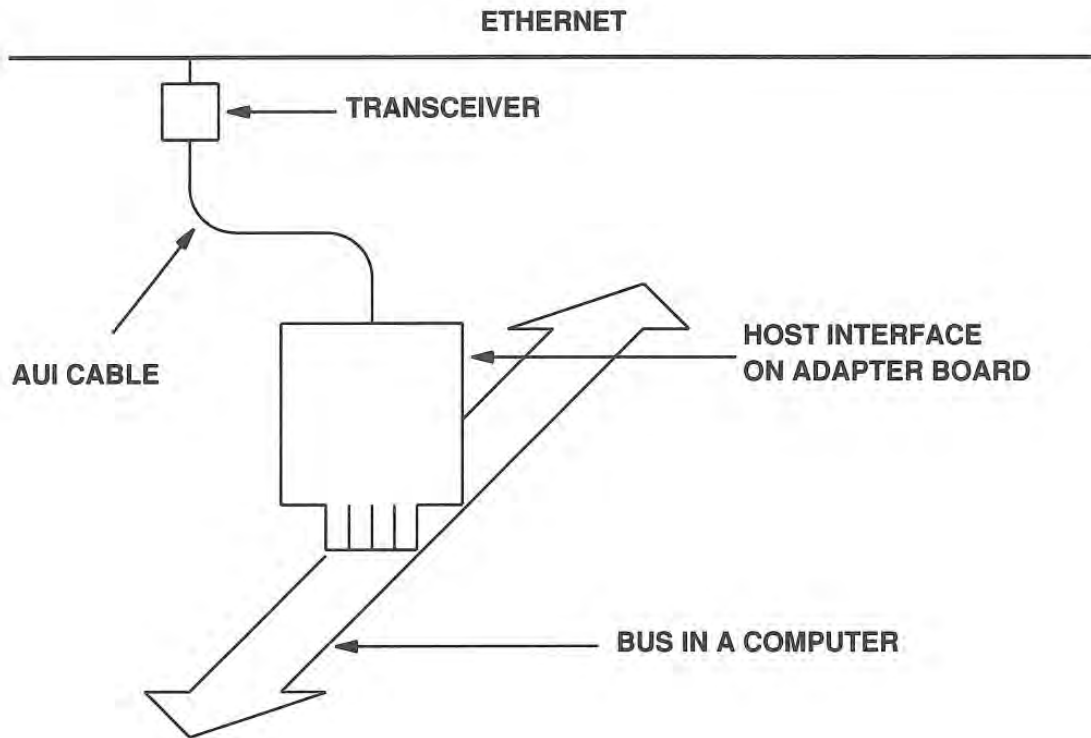 ETHERNET
TRANSCEIVER
AUI CABLE
HOST INTERFACE
ON ADAPTER BOARD
BUS IN A COMPUTER